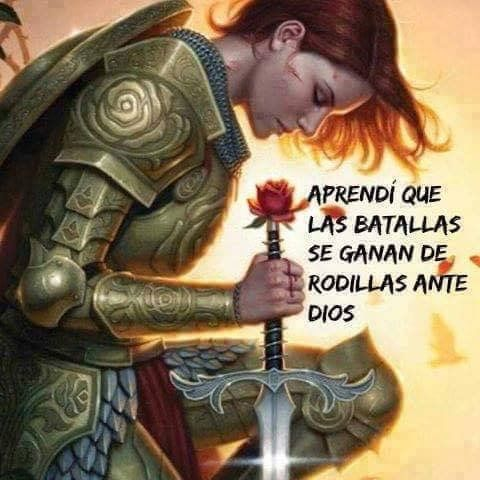 APRENDÍ QUE
LAS BATALLAS
SE GANAN DE
RODILLAS ANTE
DIOS